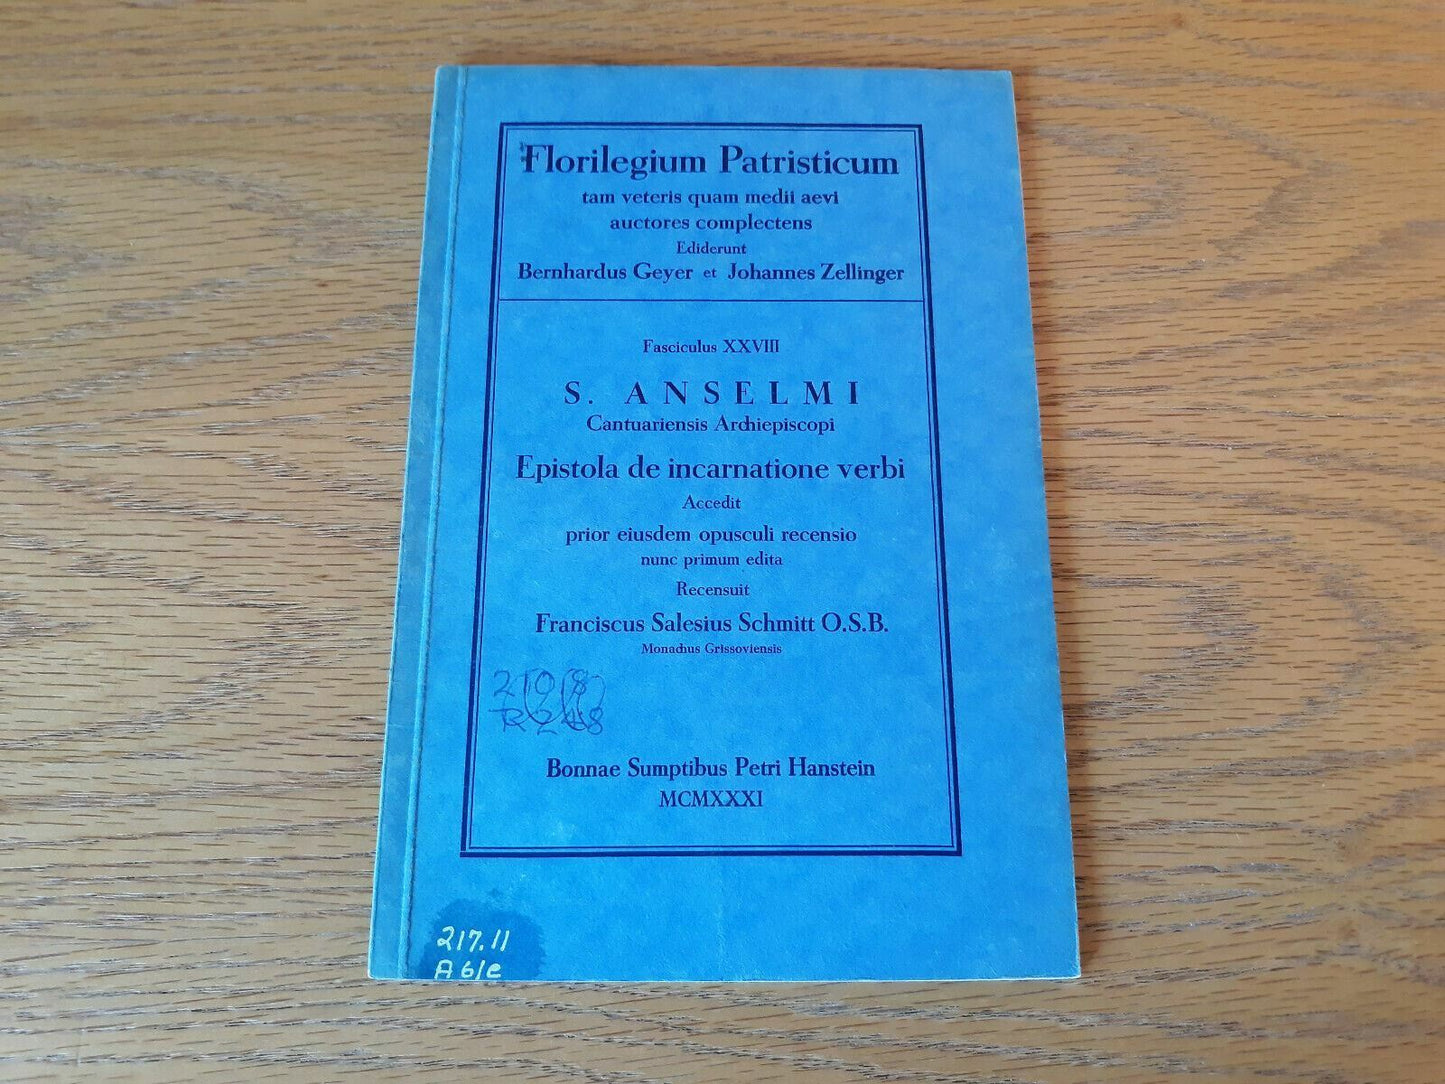 Florilegium Patristicum
tam veteris quam medii aevi
auctores complectens
Ediderunt
Bernhardus Geyer et Johannes Zellinger
Fasciculus XXVIII
S. ANSELMI
Cantuariensis Archiepiscopi
Epistola de incarnatione verbi
Accedit
prior eiusdem opusculi recensio
nunc primum edita
Recensuit
Franciscus Salesius Schmitt O.S.B.
Monachus Grissoviensis
Bonnae Sumptibus Petri Hanstein
MCMXXXI
217.11
A61e